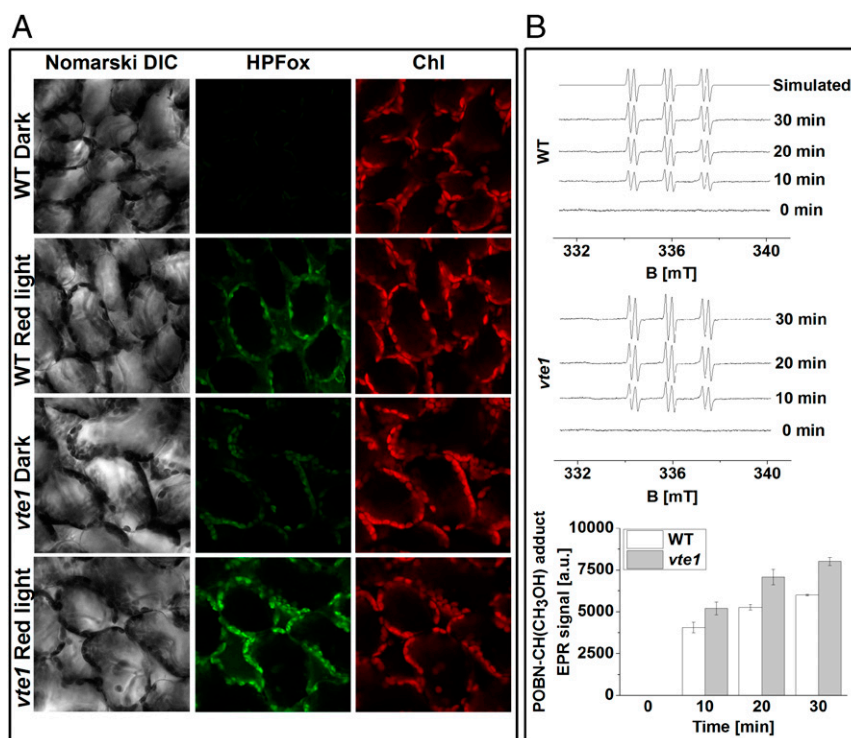 A
Nomarski DIC HPFox Chl
WT Dark
WT Red light
vte1 Dark
vte1 Red light
B
WT
Simulated
30 min
20 min
10 min
0 min
332 336 340
B [mT]
vte1
30 min
20 min
10 min
0 min
332 336 340
B [mT]
POBN-CH(CH3OH) adduct
EPR signal [a.u.]
10000
7500
5000
2500
0
WT
vte1
0 10 20 30
Time [min]